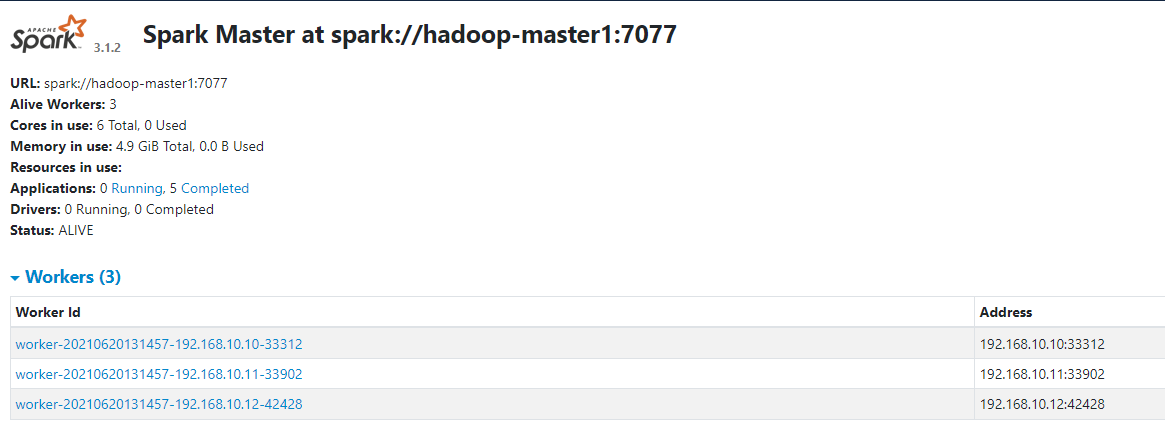 APACHE
Spark 3.1.2 Spark Master at spark://hadoop-master1:7077
URL: spark://hadoop-master1:7077
Alive Workers: 3
Cores in use: 6 Total, 0 Used
Memory in use: 4.9 GiB Total, 0.0 B Used
Resources in use:
Applications: 0 Running, 5 Completed
Drivers: 0 Running, 0 Completed
Status: ALIVE
Workers (3)
Worker Id Address
worker-20210620131457-192.168.10.10-33312 192.168.10.10:33312
worker-20210620131457-192.168.10.11-33902 192.168.10.11:33902
worker-20210620131457-192.168.10.12-42428 192.168.10.12:42428